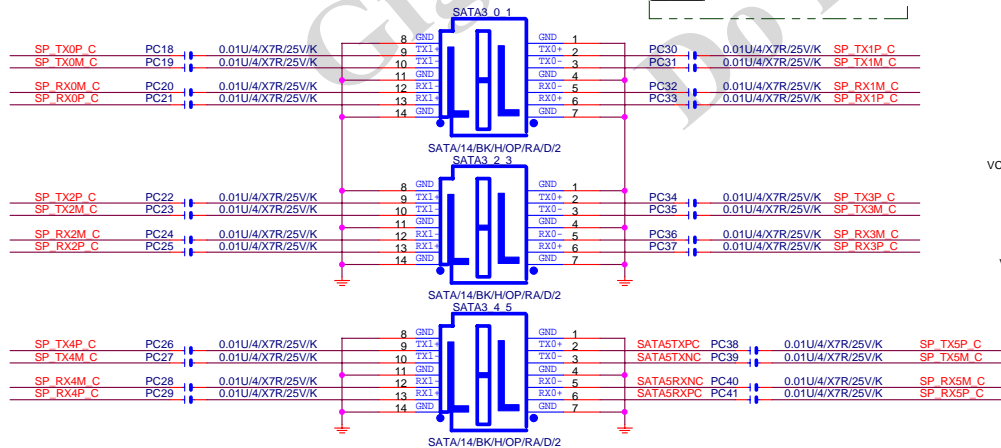 SATA3 0 1
8 GND GND 1
SP_TX0P_C PC18 0.01U/4/X7R/25V/K 9 TX1+ TX0+ 2 PC30 0.01U/4/X7R/25V/K SP_TX1P_C
SP_TX0M_C PC19 0.01U/4/X7R/25V/K 10 TX1- TX0- 3 PC31 0.01U/4/X7R/25V/K SP_TX1M_C
11 GND GND 4
SP_RX0M_C PC20 0.01U/4/X7R/25V/K 12 RX1- RX0- 5 PC32 0.01U/4/X7R/25V/K SP_RX1M_C
SP_RX0P_C PC21 0.01U/4/X7R/25V/K 13 RX1+ RX0+ 6 PC33 0.01U/4/X7R/25V/K SP_RX1P_C
14 GND GND 7
SATA/14/BK/H/OP/RA/D/2
SATA3 2 3
8 GND GND 1
SP_TX2P_C PC22 0.01U/4/X7R/25V/K 9 TX1+ TX0+ 2 PC34 0.01U/4/X7R/25V/K SP_TX3P_C
SP_TX2M_C PC23 0.01U/4/X7R/25V/K 10 TX1- TX0- 3 PC35 0.01U/4/X7R/25V/K SP_TX3M_C
11 GND GND 4
SP_RX2M_C PC24 0.01U/4/X7R/25V/K 12 RX1- RX0- 5 PC36 0.01U/4/X7R/25V/K SP_RX3M_C
SP_RX2P_C PC25 0.01U/4/X7R/25V/K 13 RX1+ RX0+ 6 PC37 0.01U/4/X7R/25V/K SP_RX3P_C
14 GND GND 7
SATA/14/BK/H/OP/RA/D/2
SATA3 4 5
8 GND GND 1
SP_TX4P_C PC26 0.01U/4/X7R/25V/K 9 TX1+ TX0+ 2 SATA5TXPC PC38 0.01U/4/X7R/25V/K SP_TX5P_C
SP_TX4M_C PC27 0.01U/4/X7R/25V/K 10 TX1- TX0- 3 SATA5TXNC PC39 0.01U/4/X7R/25V/K SP_TX5M_C
11 GND GND 4
SP_RX4M_C PC28 0.01U/4/X7R/25V/K 12 RX1- RX0- 5 SATA5RXNC PC40 0.01U/4/X7R/25V/K SP_RX5M_C
SP_RX4P_C PC29 0.01U/4/X7R/25V/K 13 RX1+ RX0+ 6 SATA5RXPC PC41 0.01U/4/X7R/25V/K SP_RX5P_C
14 GND GND 7
SATA/14/BK/H/OP/RA/D/2
Do